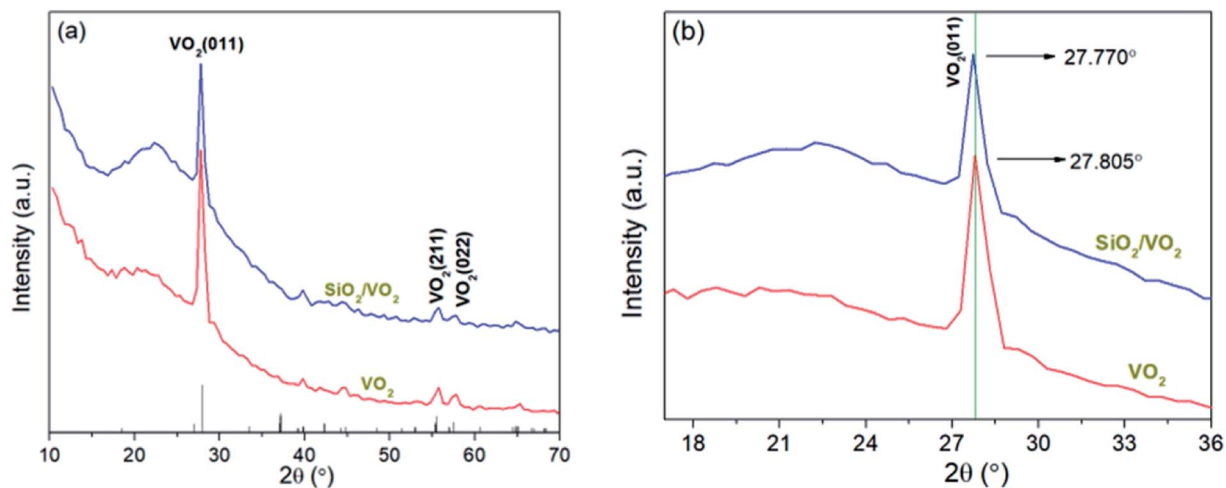 (a)
VO₂(011)
VO₂(211)
VO₂(022)
SiO₂/VO₂
VO₂
Intensity (a.u.)
10 20 30 40 50 60 70
2θ (°)
(b)
VO₂(011)
27.770°
27.805°
SiO₂/VO₂
VO₂
Intensity (a.u.)
18 21 24 27 30 33 36
2θ (°)